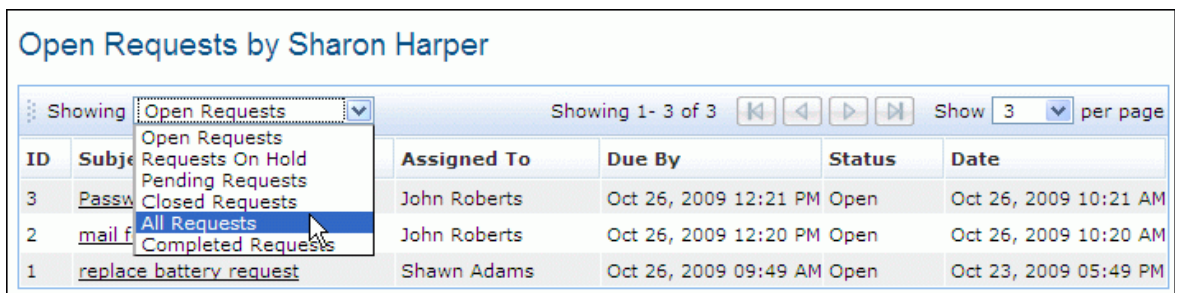 Open Requests by Sharon Harper
Showing Open Requests Showing 1- 3 of 3 Show 3 per page
Open Requests
Requests On Hold
Pending Requests
Closed Requests
All Requests
Completed Requests
ID Assigned To Due By Status Date
3 John Roberts Oct 26, 2009 12:21 PM Open Oct 26, 2009 10:21 AM
2 mail John Roberts Oct 26, 2009 12:20 PM Open Oct 26, 2009 10:20 AM
1 replace battery request Shawn Adams Oct 26, 2009 09:49 AM Open Oct 23, 2009 05:49 PM